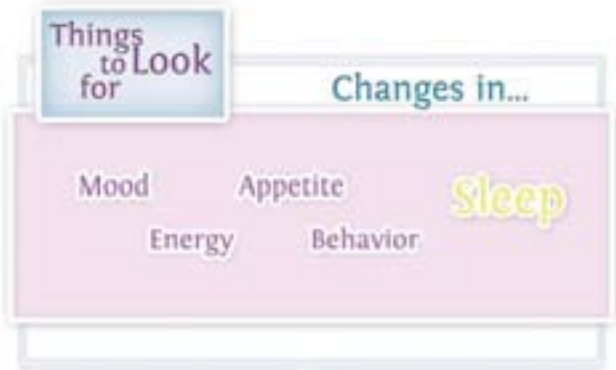 Things
to Look
for
Changes in...
Mood Appetite Sleep
Energy Behavior